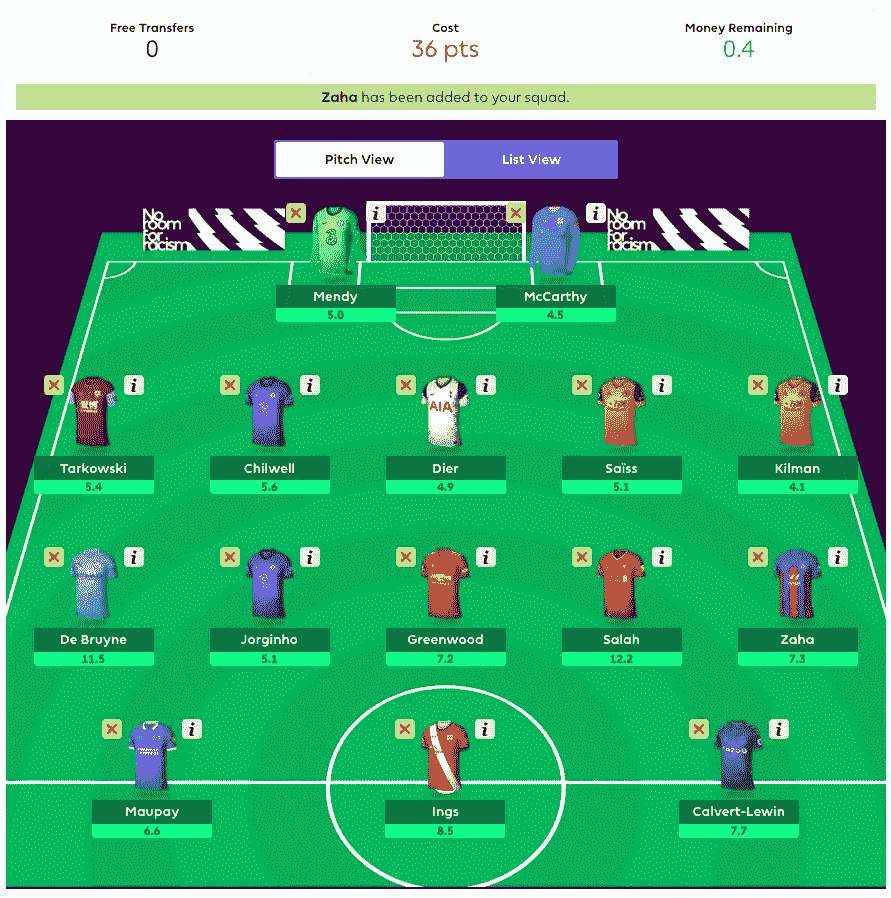 Free Transfers
Cost
Money Remaining
0
36 pts
0.4
Zaha has been added to your squad.
Pitch View
List View
No room for racism
No room for racism
Mendy
McCarthy
5.0
4.5
AIA
Tarkowski
Chilwell
Dier
Saïss
Kilman
5.4
5.6
4.9
5.1
4.1
De Bruyne
Jorginho
Greenwood
Salah
Zaha
11.5
5.1
7.2
12.2
7.3
Maupay
Ings
Calvert-Lewin
6.6
8.5
7.7